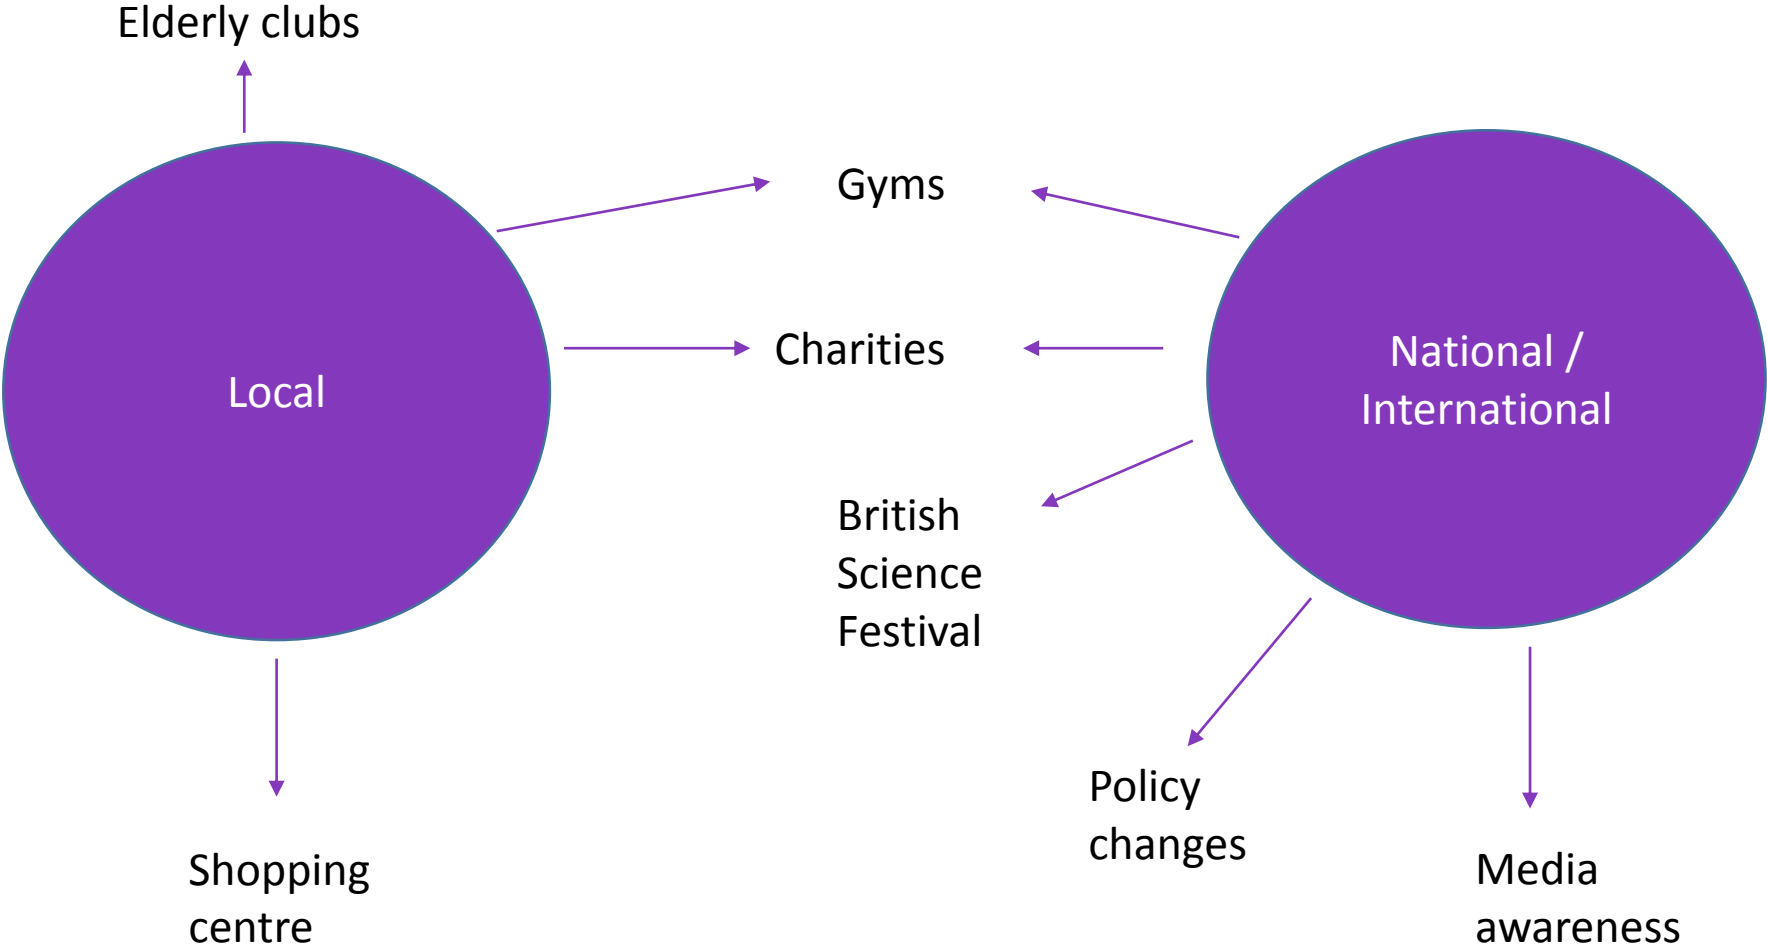 Elderly clubs
Gyms
Charities
Local
National /
International
British
Science
Festival
Policy
changes
Shopping
centre
Media
awareness